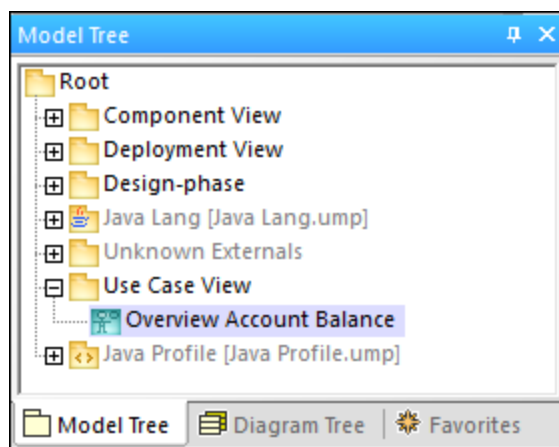 Model Tree
Root
Component View
Deployment View
Design-phase
Java Lang [Java Lang.ump]
Unknown Externals
Use Case View
Overview Account Balance
Java Profile [Java Profile.ump]
Model Tree Diagram Tree Favorites